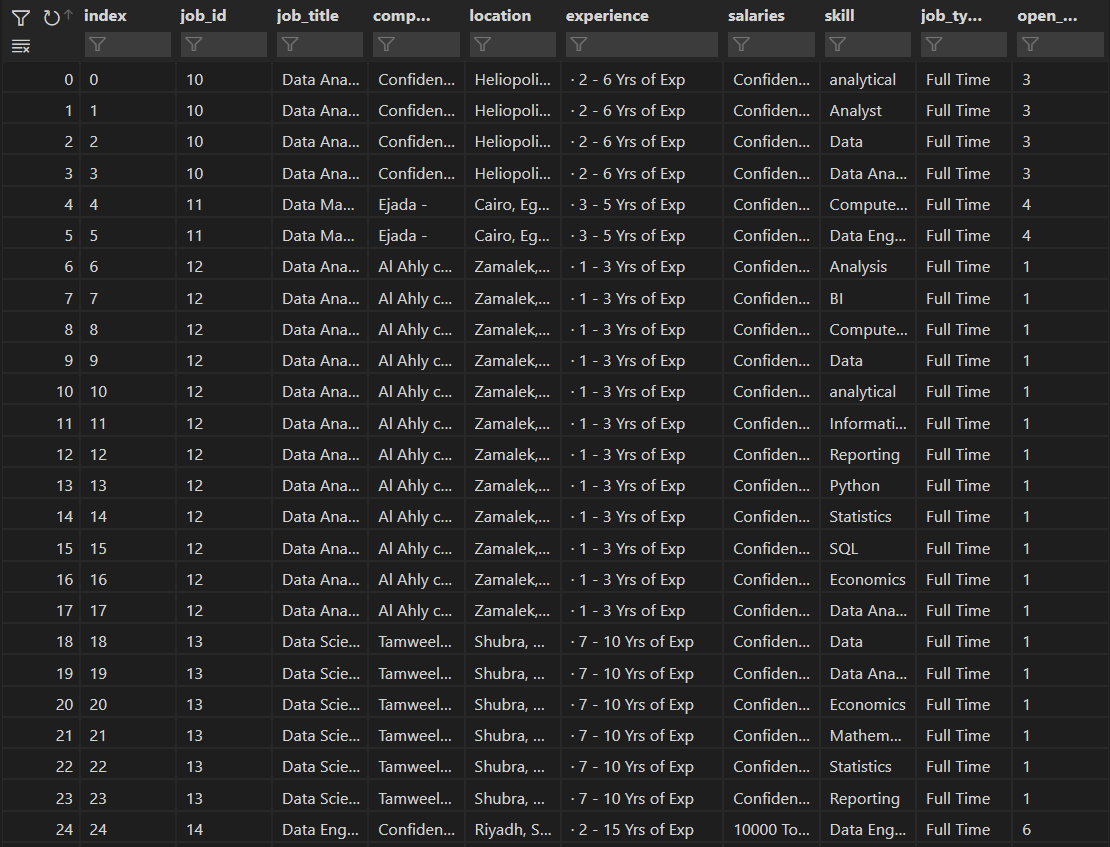 index job_id job_title comp... location experience salaries skill job_ty... open_...
0 0 10 Data Ana... Confiden... Heliopoli... · 2 - 6 Yrs of Exp Confiden... analytical Full Time 3
1 1 10 Data Ana... Confiden... Heliopoli... · 2 - 6 Yrs of Exp Confiden... Analyst Full Time 3
2 2 10 Data Ana... Confiden... Heliopoli... · 2 - 6 Yrs of Exp Confiden... Data Full Time 3
3 3 10 Data Ana... Confiden... Heliopoli... · 2 - 6 Yrs of Exp Confiden... Data Ana... Full Time 3
4 4 11 Data Ma... Ejada - Cairo, Eg... · 3 - 5 Yrs of Exp Confiden... Compute... Full Time 4
5 5 11 Data Ma... Ejada - Cairo, Eg... · 3 - 5 Yrs of Exp Confiden... Data Eng... Full Time 4
6 6 12 Data Ana... Al Ahly c... Zamalek,... · 1 - 3 Yrs of Exp Confiden... Analysis Full Time 1
7 7 12 Data Ana... Al Ahly c... Zamalek,... · 1 - 3 Yrs of Exp Confiden... BI Full Time 1
8 8 12 Data Ana... Al Ahly c... Zamalek,... · 1 - 3 Yrs of Exp Confiden... Compute... Full Time 1
9 9 12 Data Ana... Al Ahly c... Zamalek,... · 1 - 3 Yrs of Exp Confiden... Data Full Time 1
10 10 12 Data Ana... Al Ahly c... Zamalek,... · 1 - 3 Yrs of Exp Confiden... analytical Full Time 1
11 11 12 Data Ana... Al Ahly c... Zamalek,... · 1 - 3 Yrs of Exp Confiden... Informati... Full Time 1
12 12 12 Data Ana... Al Ahly c... Zamalek,... · 1 - 3 Yrs of Exp Confiden... Reporting Full Time 1
13 13 12 Data Ana... Al Ahly c... Zamalek,... · 1 - 3 Yrs of Exp Confiden... Python Full Time 1
14 14 12 Data Ana... Al Ahly c... Zamalek,... · 1 - 3 Yrs of Exp Confiden... Statistics Full Time 1
15 15 12 Data Ana... Al Ahly c... Zamalek,... · 1 - 3 Yrs of Exp Confiden... SQL Full Time 1
16 16 12 Data Ana... Al Ahly c... Zamalek,... · 1 - 3 Yrs of Exp Confiden... Economics Full Time 1
17 17 12 Data Ana... Al Ahly c... Zamalek,... · 1 - 3 Yrs of Exp Confiden... Data Ana... Full Time 1
18 18 13 Data Scie... Tamweel... Shubra, ... · 7 - 10 Yrs of Exp Confiden... Data Full Time 1
19 19 13 Data Scie... Tamweel... Shubra, ... · 7 - 10 Yrs of Exp Confiden... Data Ana... Full Time 1
20 20 13 Data Scie... Tamweel... Shubra, ... · 7 - 10 Yrs of Exp Confiden... Economics Full Time 1
21 21 13 Data Scie... Tamweel... Shubra, ... · 7 - 10 Yrs of Exp Confiden... Mathem... Full Time 1
22 22 13 Data Scie... Tamweel... Shubra, ... · 7 - 10 Yrs of Exp Confiden... Statistics Full Time 1
23 23 13 Data Scie... Tamweel... Shubra, ... · 7 - 10 Yrs of Exp Confiden... Reporting Full Time 1
24 24 14 Data Eng... Confiden... Riyadh, S... · 2 - 15 Yrs of Exp 10000 To... Data Eng... Full Time 6